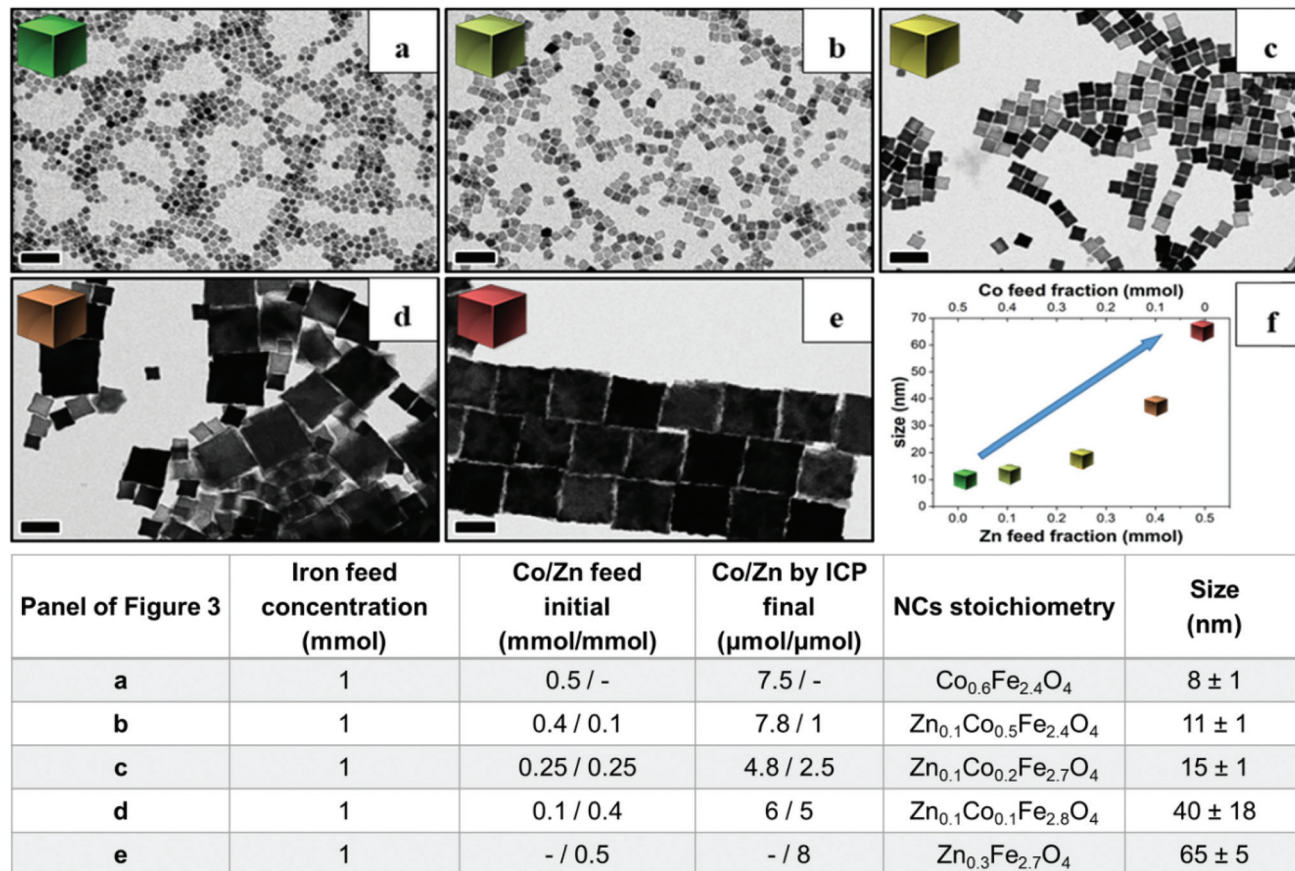 a
b
c
d
e
f
Co feed fraction (mmol)
0.5 0.4 0.3 0.2 0.1 0
70
60
50
40
30
20
10
0
size (nm)
0.0 0.1 0.2 0.3 0.4 0.5
Zn feed fraction (mmol)
Panel of Figure 3 | Iron feed concentration (mmol) | Co/Zn feed initial (mmol/mmol) | Co/Zn by ICP final (µmol/µmol) | NCs stoichiometry | Size (nm)
a | 1 | 0.5 / - | 7.5 / - | Co0.6Fe2.4O4 | 8 ± 1
b | 1 | 0.4 / 0.1 | 7.8 / 1 | Zn0.1Co0.5Fe2.4O4 | 11 ± 1
c | 1 | 0.25 / 0.25 | 4.8 / 2.5 | Zn0.1Co0.2Fe2.7O4 | 15 ± 1
d | 1 | 0.1 / 0.4 | 6 / 5 | Zn0.1Co0.1Fe2.8O4 | 40 ± 18
e | 1 | - / 0.5 | - / 8 | Zn0.3Fe2.7O4 | 65 ± 5